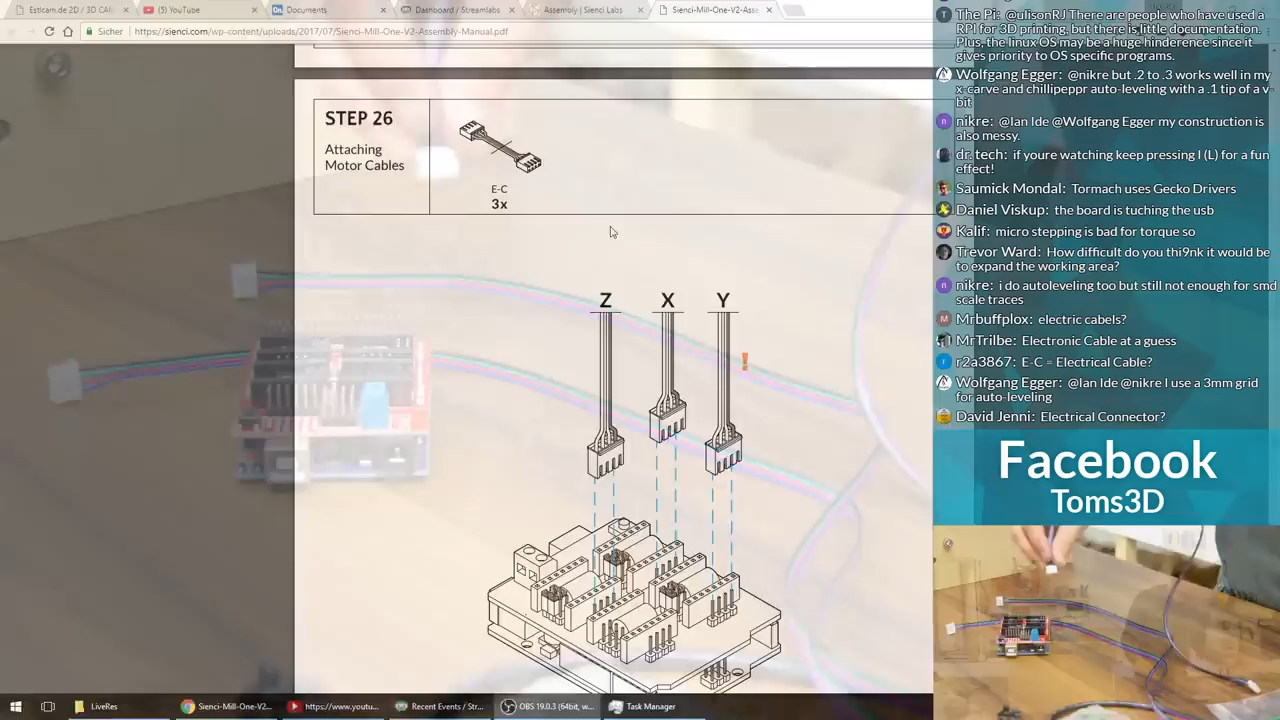 Estlcam.de 2D / 3D CAM
(5) YouTube
Documents
Dashboard / Streamlabs
Assembly | Sienci Labs
Sienci-Mill-One-V2-Asse
Sicher
https://sienci.com/wp-content/uploads/2017/07/Sienci-Mill-One-V2-Assembly-Manual.pdf
STEP 26
Attaching
Motor Cables
E-C
3x
Z X Y
!
The Pi: @ulisonRJ There are people who have used a
RPI for 3D printing, but there is little documentation.
Plus, the linux OS may be a huge hinderence since it
gives priority to OS specific programs.
Wolfgang Egger: @nikre but .2 to .3 works well in my
x-carve and chillipeppr auto-leveling with a .1 tip of a v-
bit
nikre: @Ian Ide @Wolfgang Egger my construction is
also messy.
dr. tech: if youre watching keep pressing l (L) for a fun
effect!
Saumick Mondal: Tormach uses Gecko Drivers
Daniel Viskup: the board is tuching the usb
Kalif: micro stepping is bad for torque so
Trevor Ward: How difficult do you thi9nk it would be
to expand the working area?
nikre: i do autoleveling too but still not enough for smd
scale traces
Mrbuffplox: electric cabels?
MrTrilbe: Electronic Cable at a guess
r2a3867: E-C = Electrical Cable?
Wolfgang Egger: @Ian Ide @nikre I use a 3mm grid
for auto-leveling
David Jenni: Electrical Connector?
Facebook
Toms3D
LiveRes
Sienci-Mill-One-V2...
https://www.youtu...
Recent Events / Str...
OBS 19.0.3 (64bit, w...
Task Manager